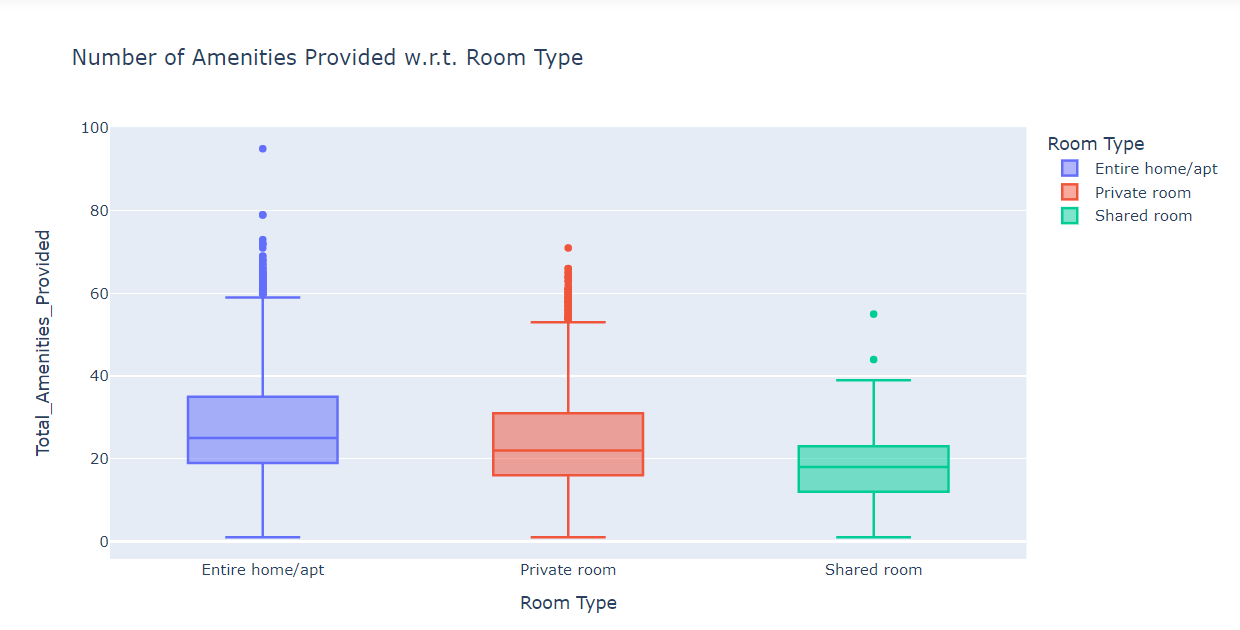 Number of Amenities Provided w.r.t. Room Type
100
80
60
40
20
0
Total_Amenities_Provided
Entire home/apt
Private room
Shared room
Room Type
Room Type
Entire home/apt
Private room
Shared room